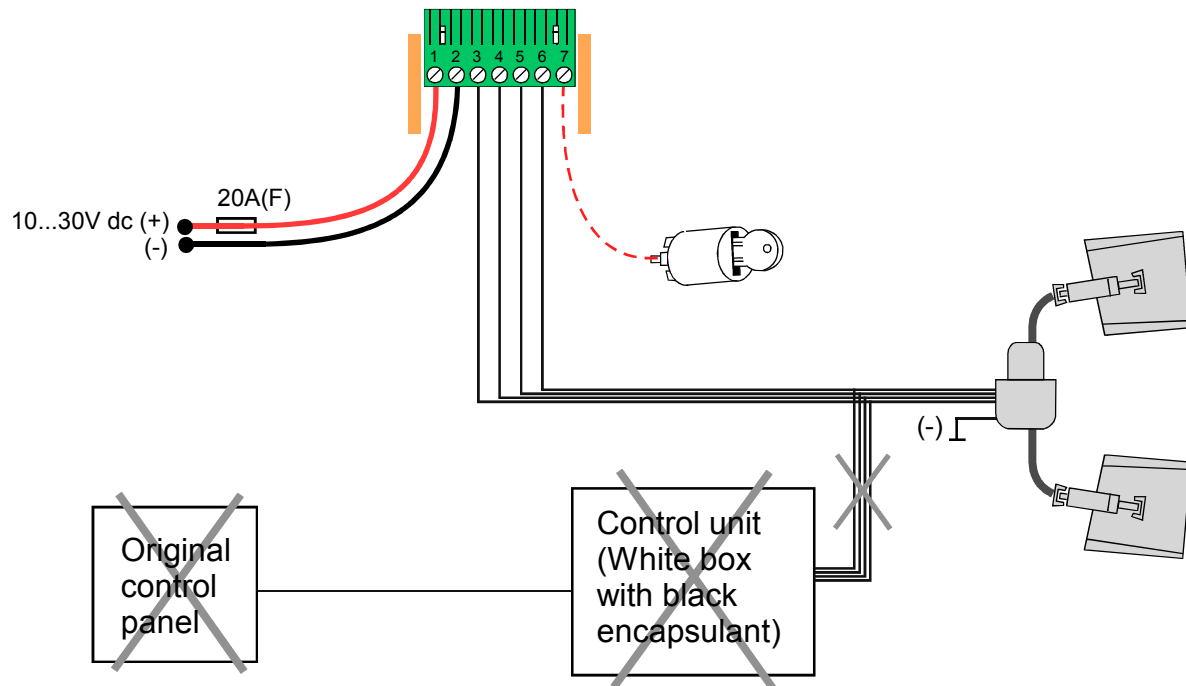 1 2 3 4 5 6 7
20A(F)
10...30V dc (+)
(-)
(-)
Original
control
panel
Control unit
(White box
with black
encapsulant)